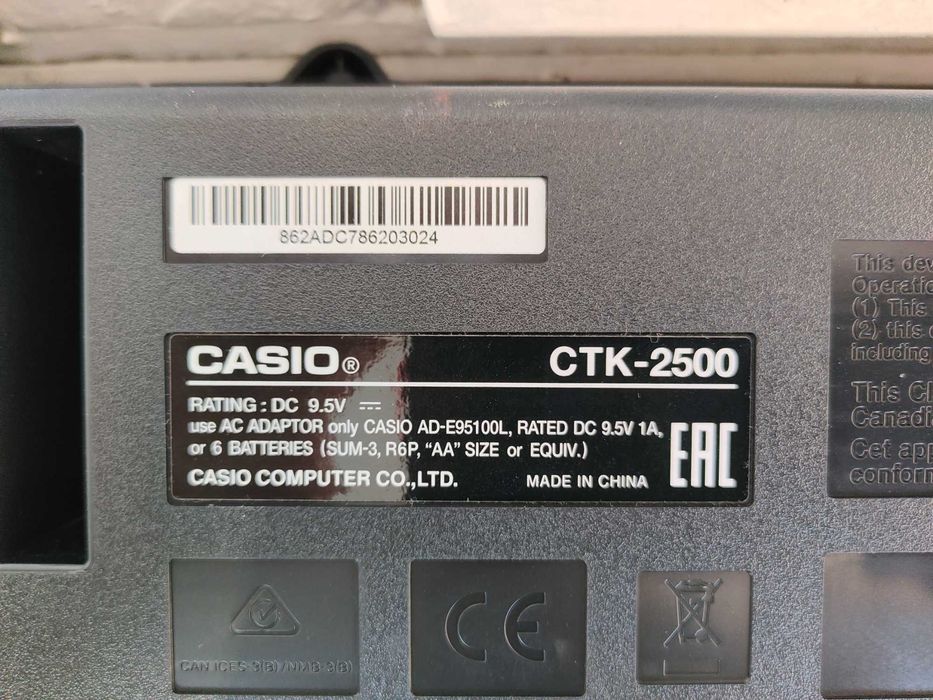 862ADC786203024
CASIO®
CTK-2500
RATING : DC 9.5V
use AC ADAPTOR only CASIO AD-E95100L, RATED DC 9.5V 1A,
or 6 BATTERIES (SUM-3, R6P, “AA” SIZE or EQUIV.)
CASIO COMPUTER CO.,LTD.
MADE IN CHINA
EAC
This dev
Operatio
(1) This
(2) this d
including
This Cl
Canadi
Cet app
conform
CAN ICES-3(B)/NMB-3(B)
CE